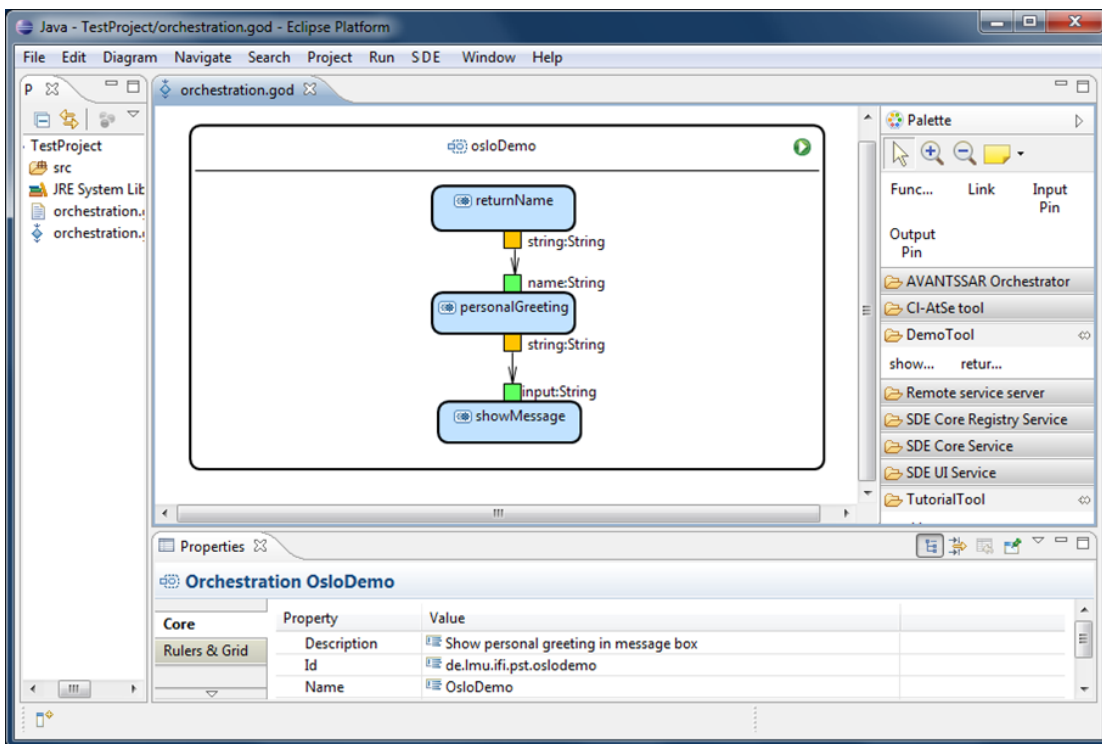 Java - TestProject/orchestration.god - Eclipse Platform
File Edit Diagram Navigate Search Project Run SDE Window Help
P
orchestration.god
TestProject
src
JRE System Lib
orchestration.g
orchestration.g
osloDemo
returnName
string:String
name:String
personalGreeting
string:String
input:String
showMessage
Palette
Func... Link Input Pin
Output Pin
AVANTSSAR Orchestrator
Cl-AtSe tool
DemoTool
show... retur...
Remote service server
SDE Core Registry Service
SDE Core Service
SDE UI Service
TutorialTool
Properties
Orchestration OsloDemo
Core
Rulers & Grid
Property Value
Description Show personal greeting in message box
Id de.lmu.ifi.pst.oslodemo
Name OsloDemo